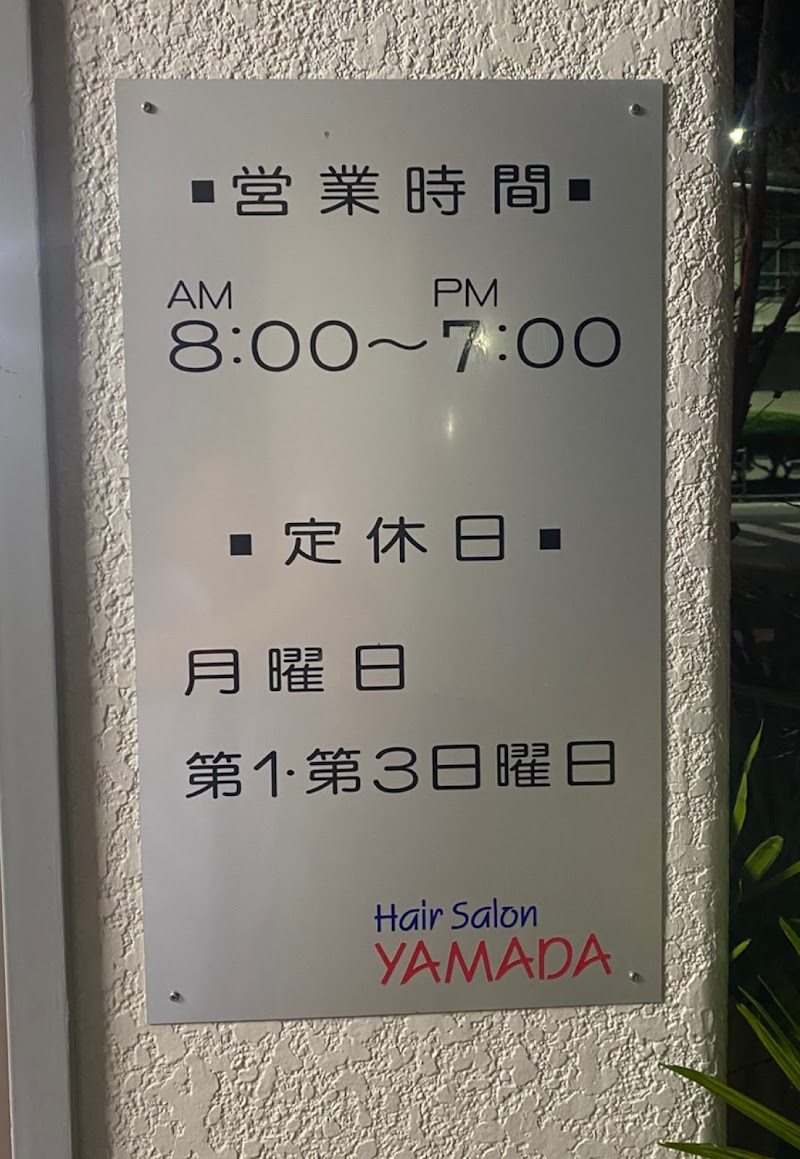 ■営業時間■
AM PM
8:00〜7:00
■定休日■
月曜日
第1・第3日曜日
Hair Salon
YAMADA